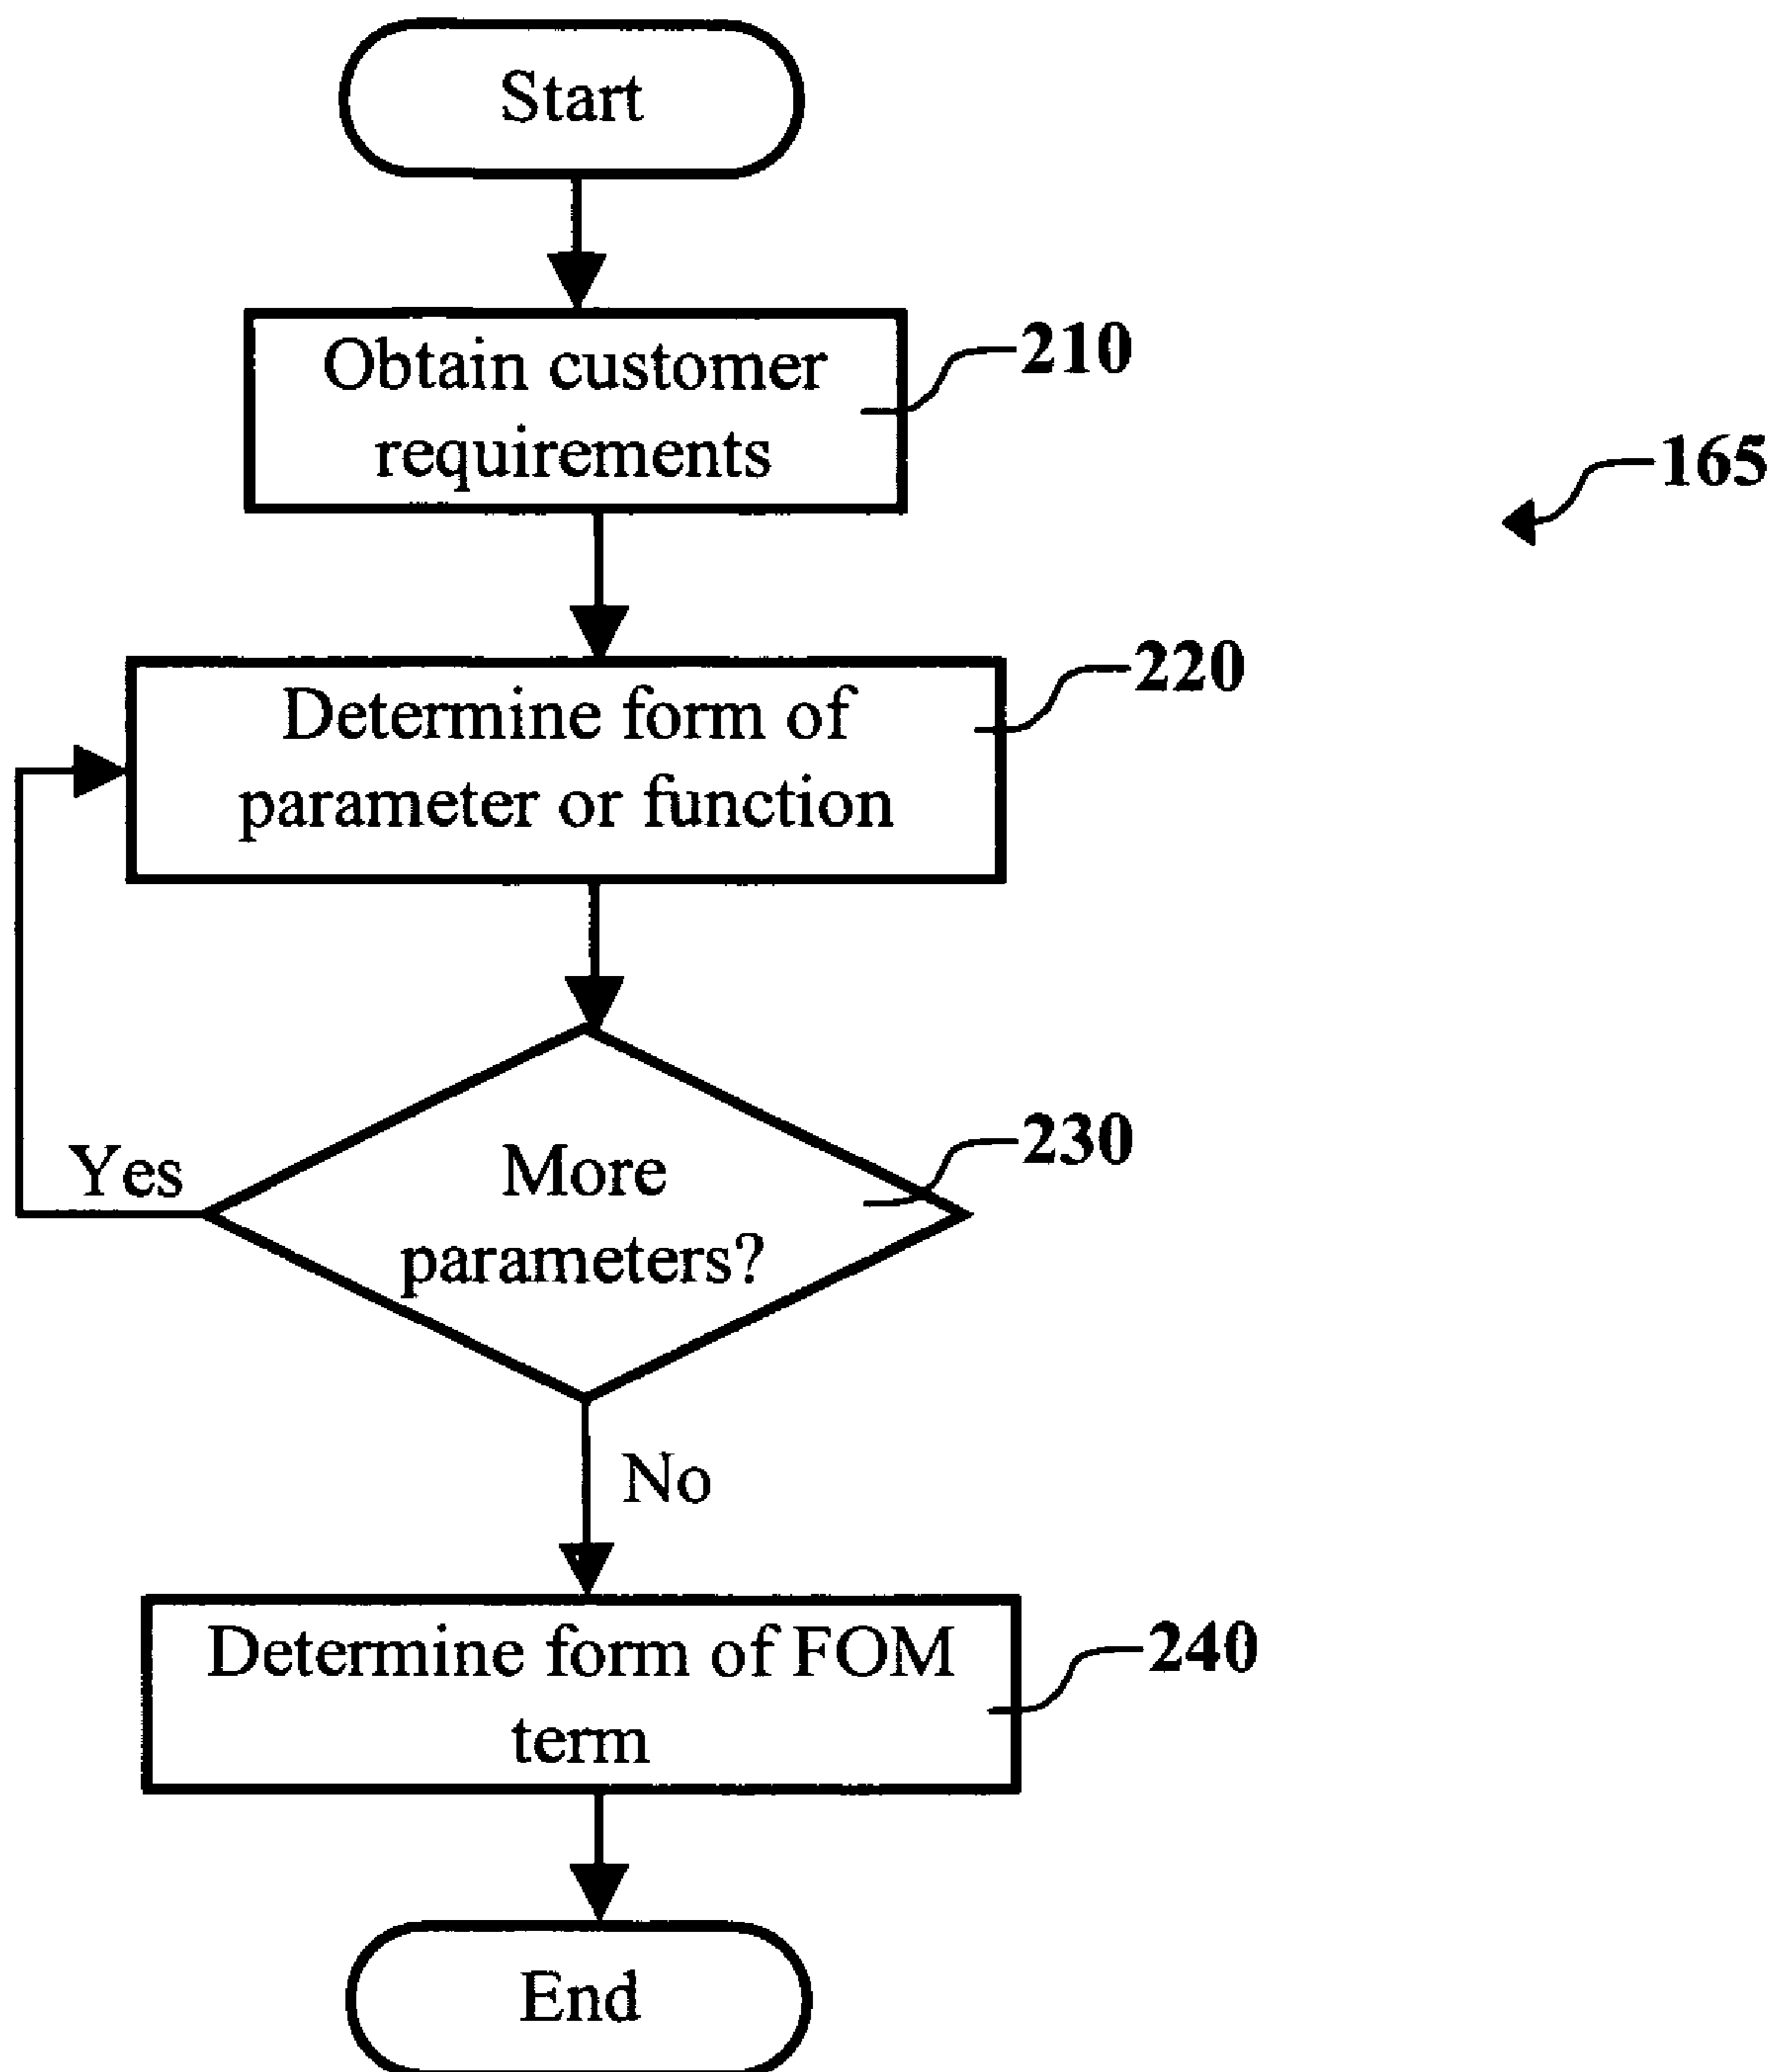 Start
Obtain customer
requirements
210
165
Determine form of
parameter or function
220
Yes
More
parameters?
230
No
Determine form of FOM
term
240
End